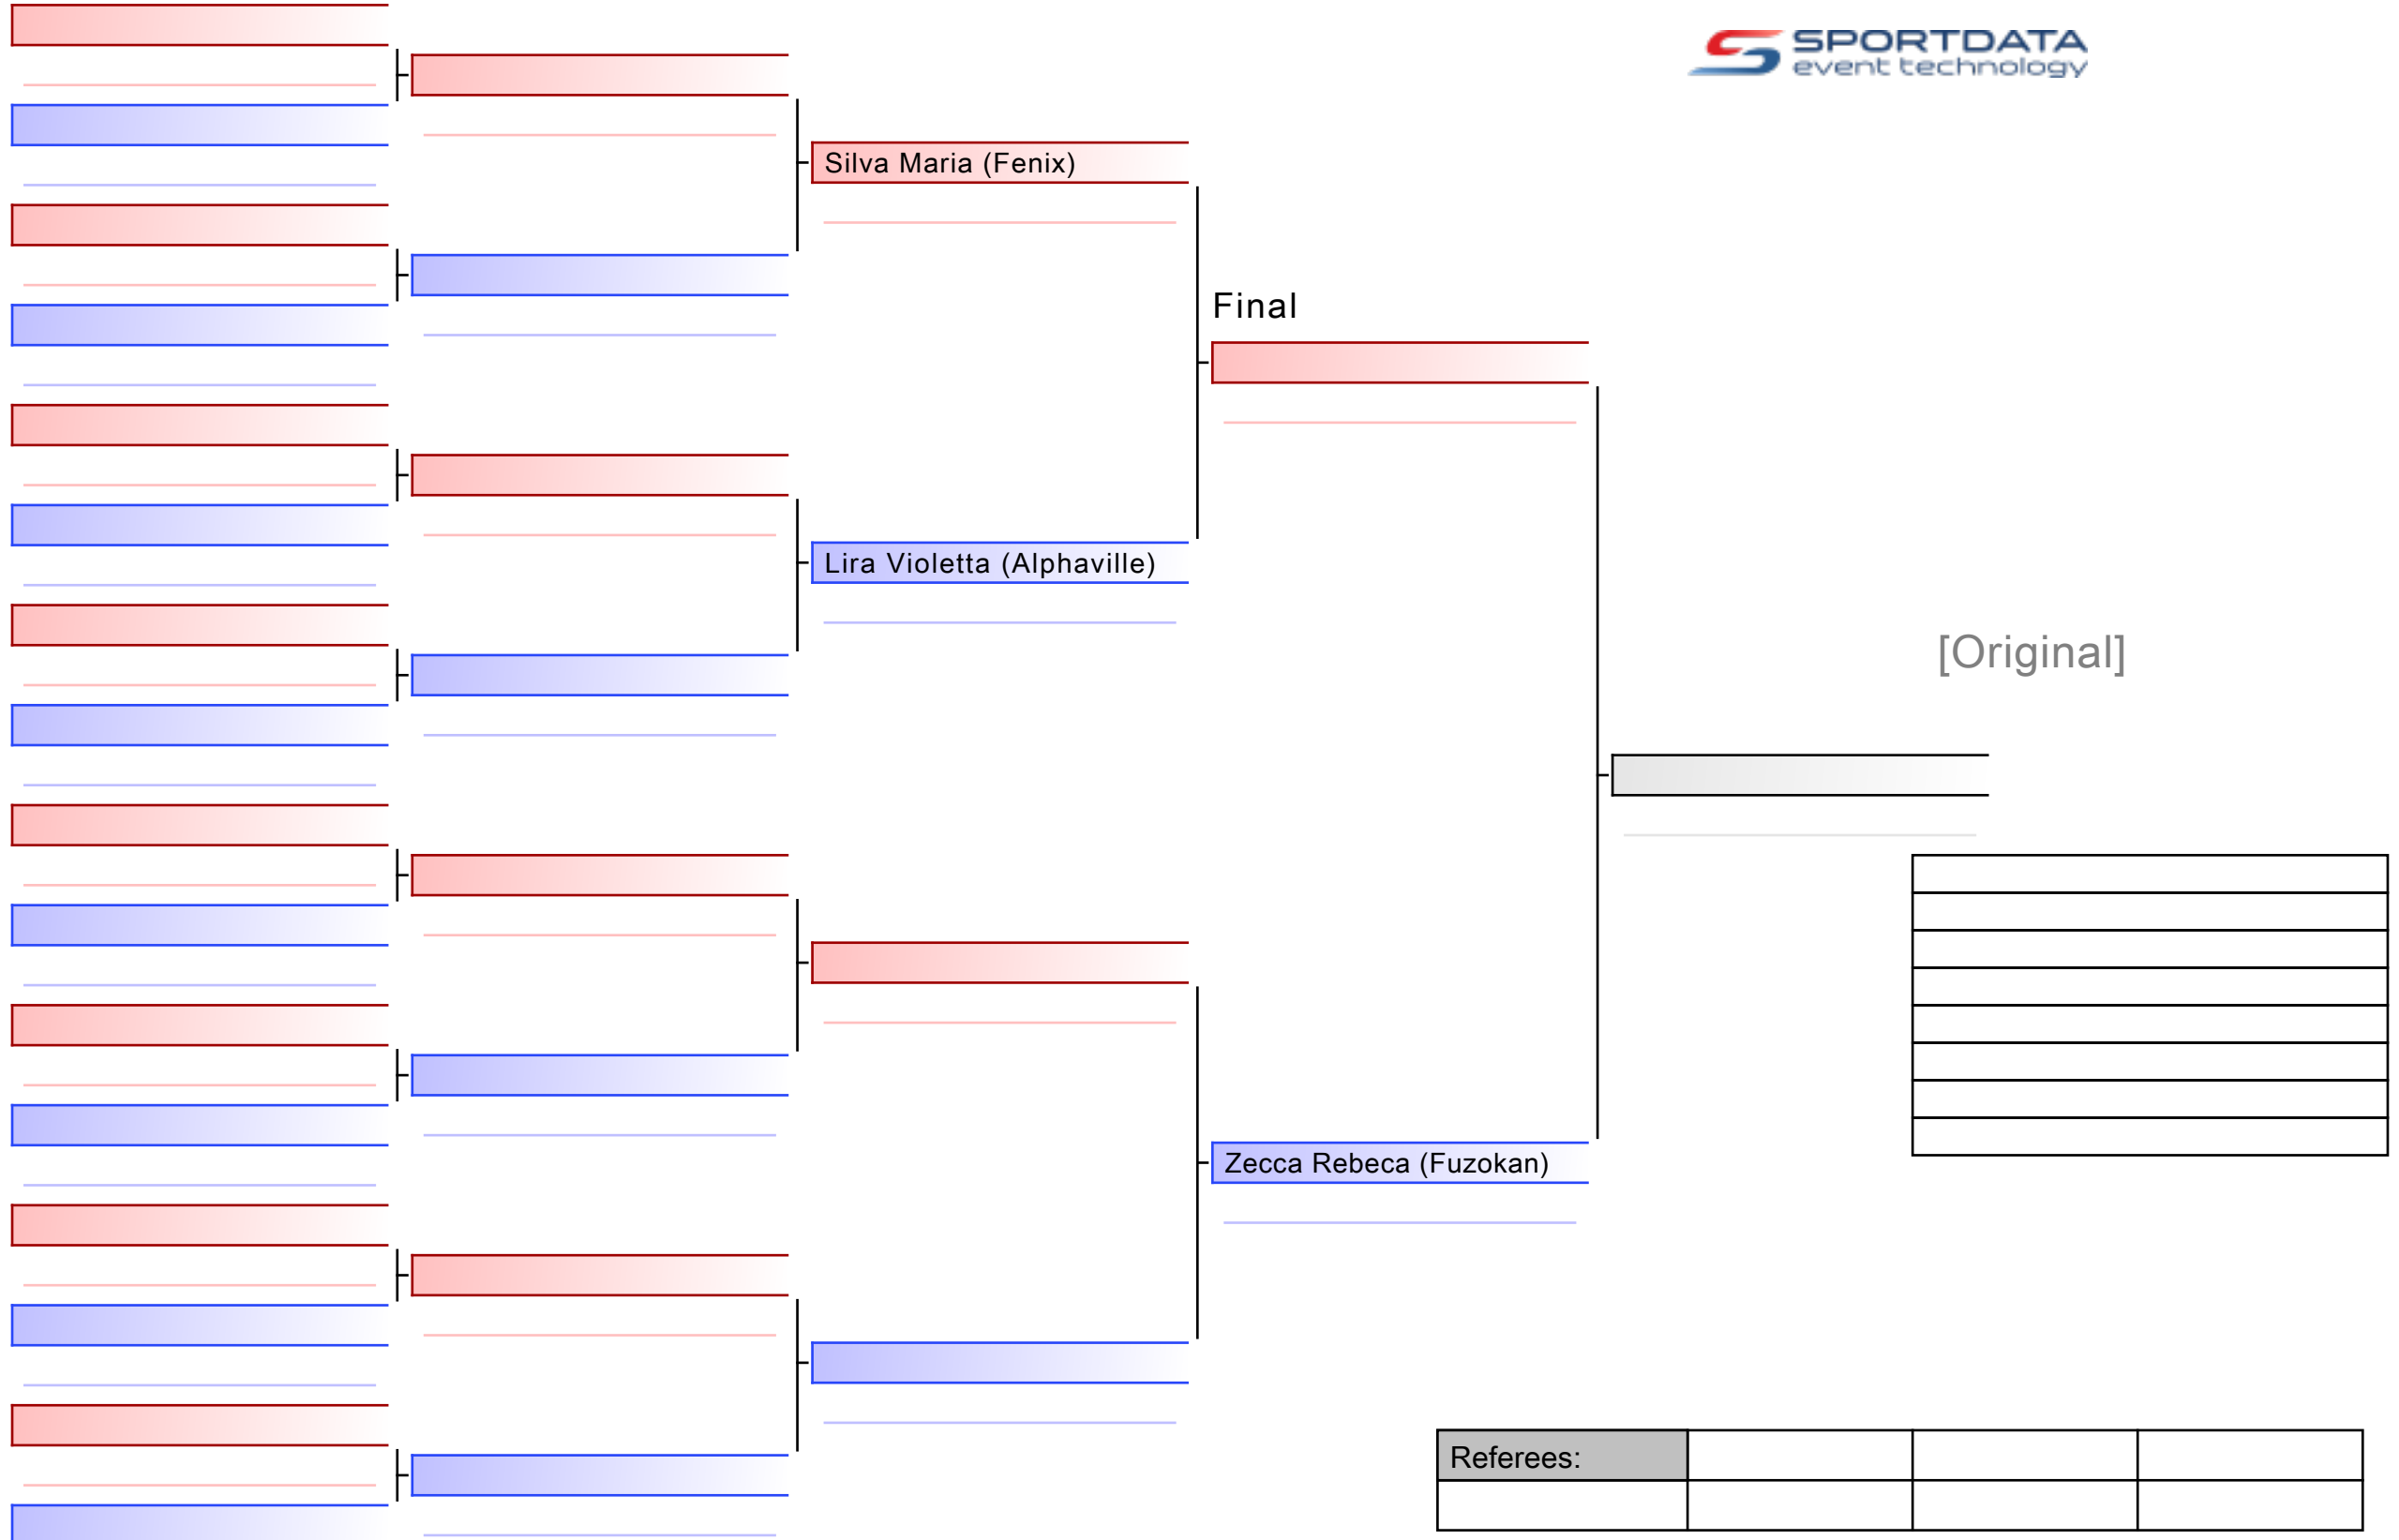 SPORTDATA
event technology
Silva Maria (Fenix)
Final
Lira Violetta (Alphaville)
[Original]
Zecca Rebeca (Fuzokan)
Referees: